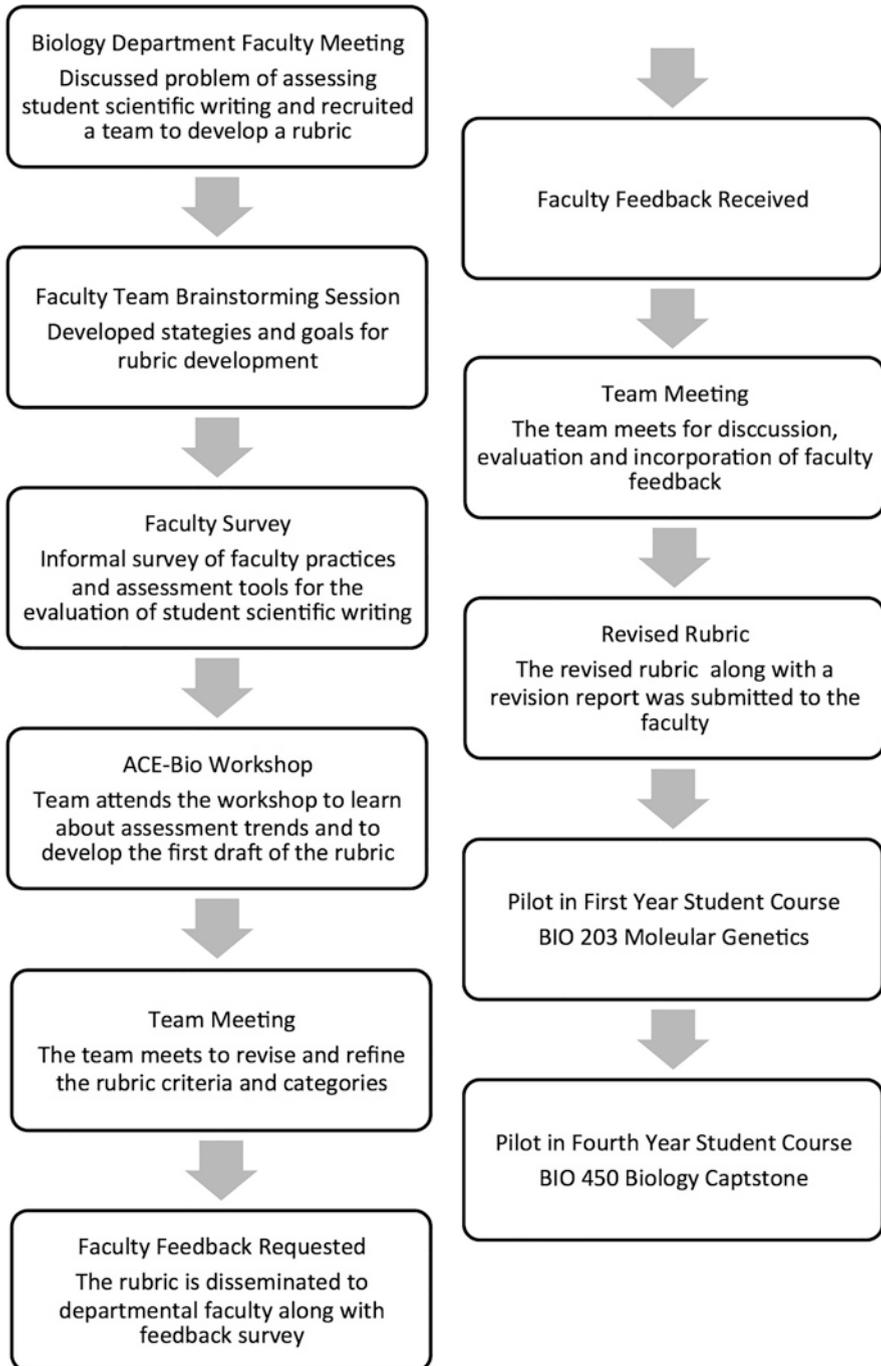 Biology Department Faculty Meeting
Discussed problem of assessing
student scientific writing and recruited
a team to develop a rubric
Faculty Team Brainstorming Session
Developed stategies and goals for
rubric development
Faculty Survey
Informal survey of faculty practices
and assessment tools for the
evaluation of student scientific writing
ACE-Bio Workshop
Team attends the workshop to learn
about assessment trends and to
develop the first draft of the rubric
Team Meeting
The team meets to revise and refine
the rubric criteria and categories
Faculty Feedback Requested
The rubric is disseminated to
departmental faculty along with
feedback survey
Faculty Feedback Received
Team Meeting
The team meets for disccussion,
evaluation and incorporation of faculty
feedback
Revised Rubric
The revised rubric along with a
revision report was submitted to the
faculty
Pilot in First Year Student Course
BIO 203 Moleular Genetics
Pilot in Fourth Year Student Course
BIO 450 Biology Captstone